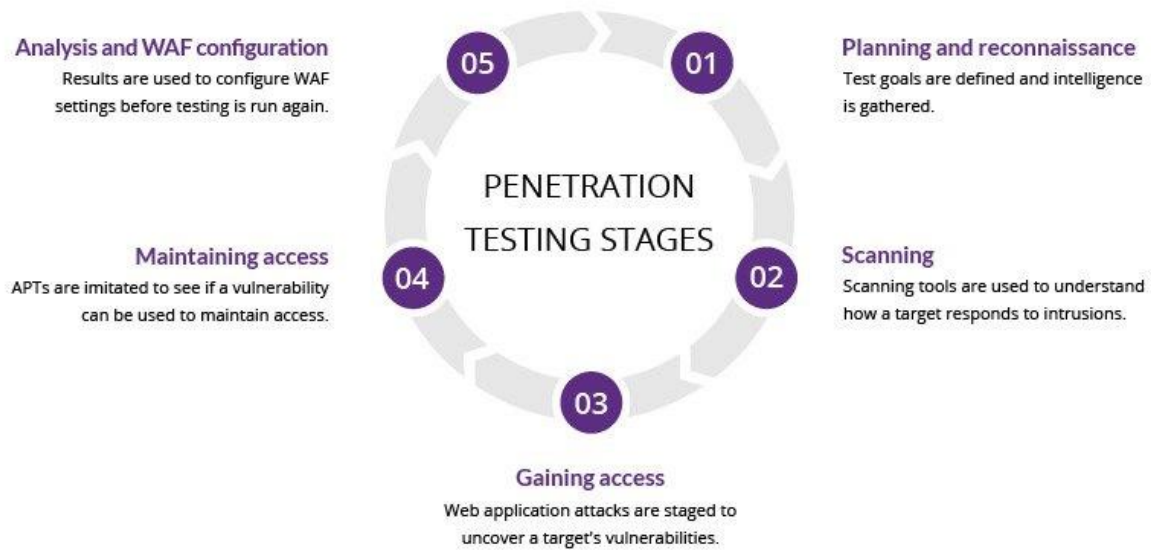 PENETRATION
TESTING STAGES
01
Planning and reconnaissance
Test goals are defined and intelligence
is gathered.
02
Scanning
Scanning tools are used to understand
how a target responds to intrusions.
03
Gaining access
Web application attacks are staged to
uncover a target's vulnerabilities.
04
Maintaining access
APTs are imitated to see if a vulnerability
can be used to maintain access.
05
Analysis and WAF configuration
Results are used to configure WAF
settings before testing is run again.